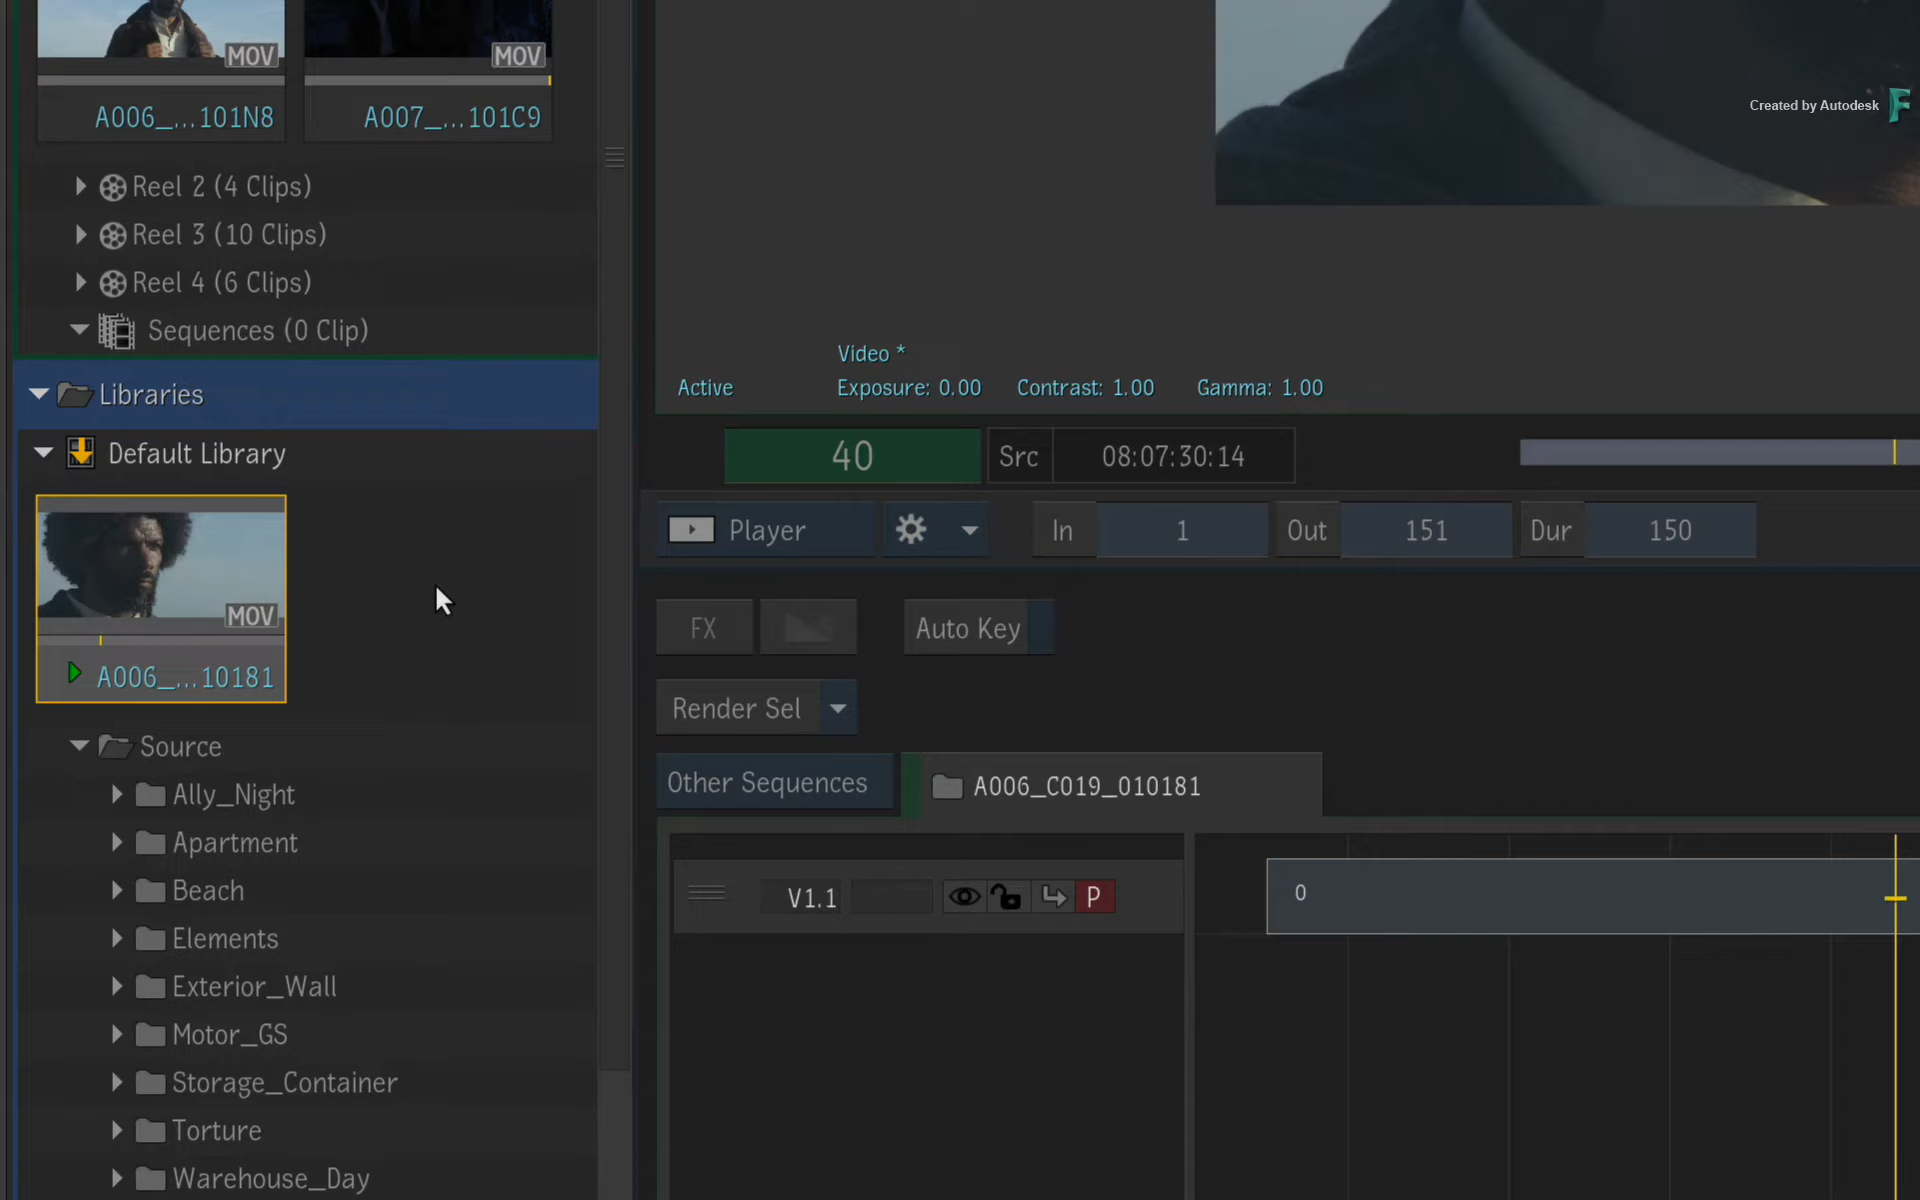 MOV
MOV
A006_...101N8
A007_...101C9
Reel 2 (4 Clips)
Reel 3 (10 Clips)
Reel 4 (6 Clips)
Sequences (0 Clip)
Libraries
Default Library
MOV
A006_...10181
Source
Ally_Night
Apartment
Beach
Elements
Exterior_Wall
Motor_GS
Storage_Container
Torture
Warehouse_Day
Created by Autodesk
Video *
Active Exposure: 0.00 Contrast: 1.00 Gamma: 1.00
40 Src 08:07:30:14
Player In 1 Out 151 Dur 150
FX Auto Key
Render Sel
Other Sequences A006_C019_010181
V1.1 P 0